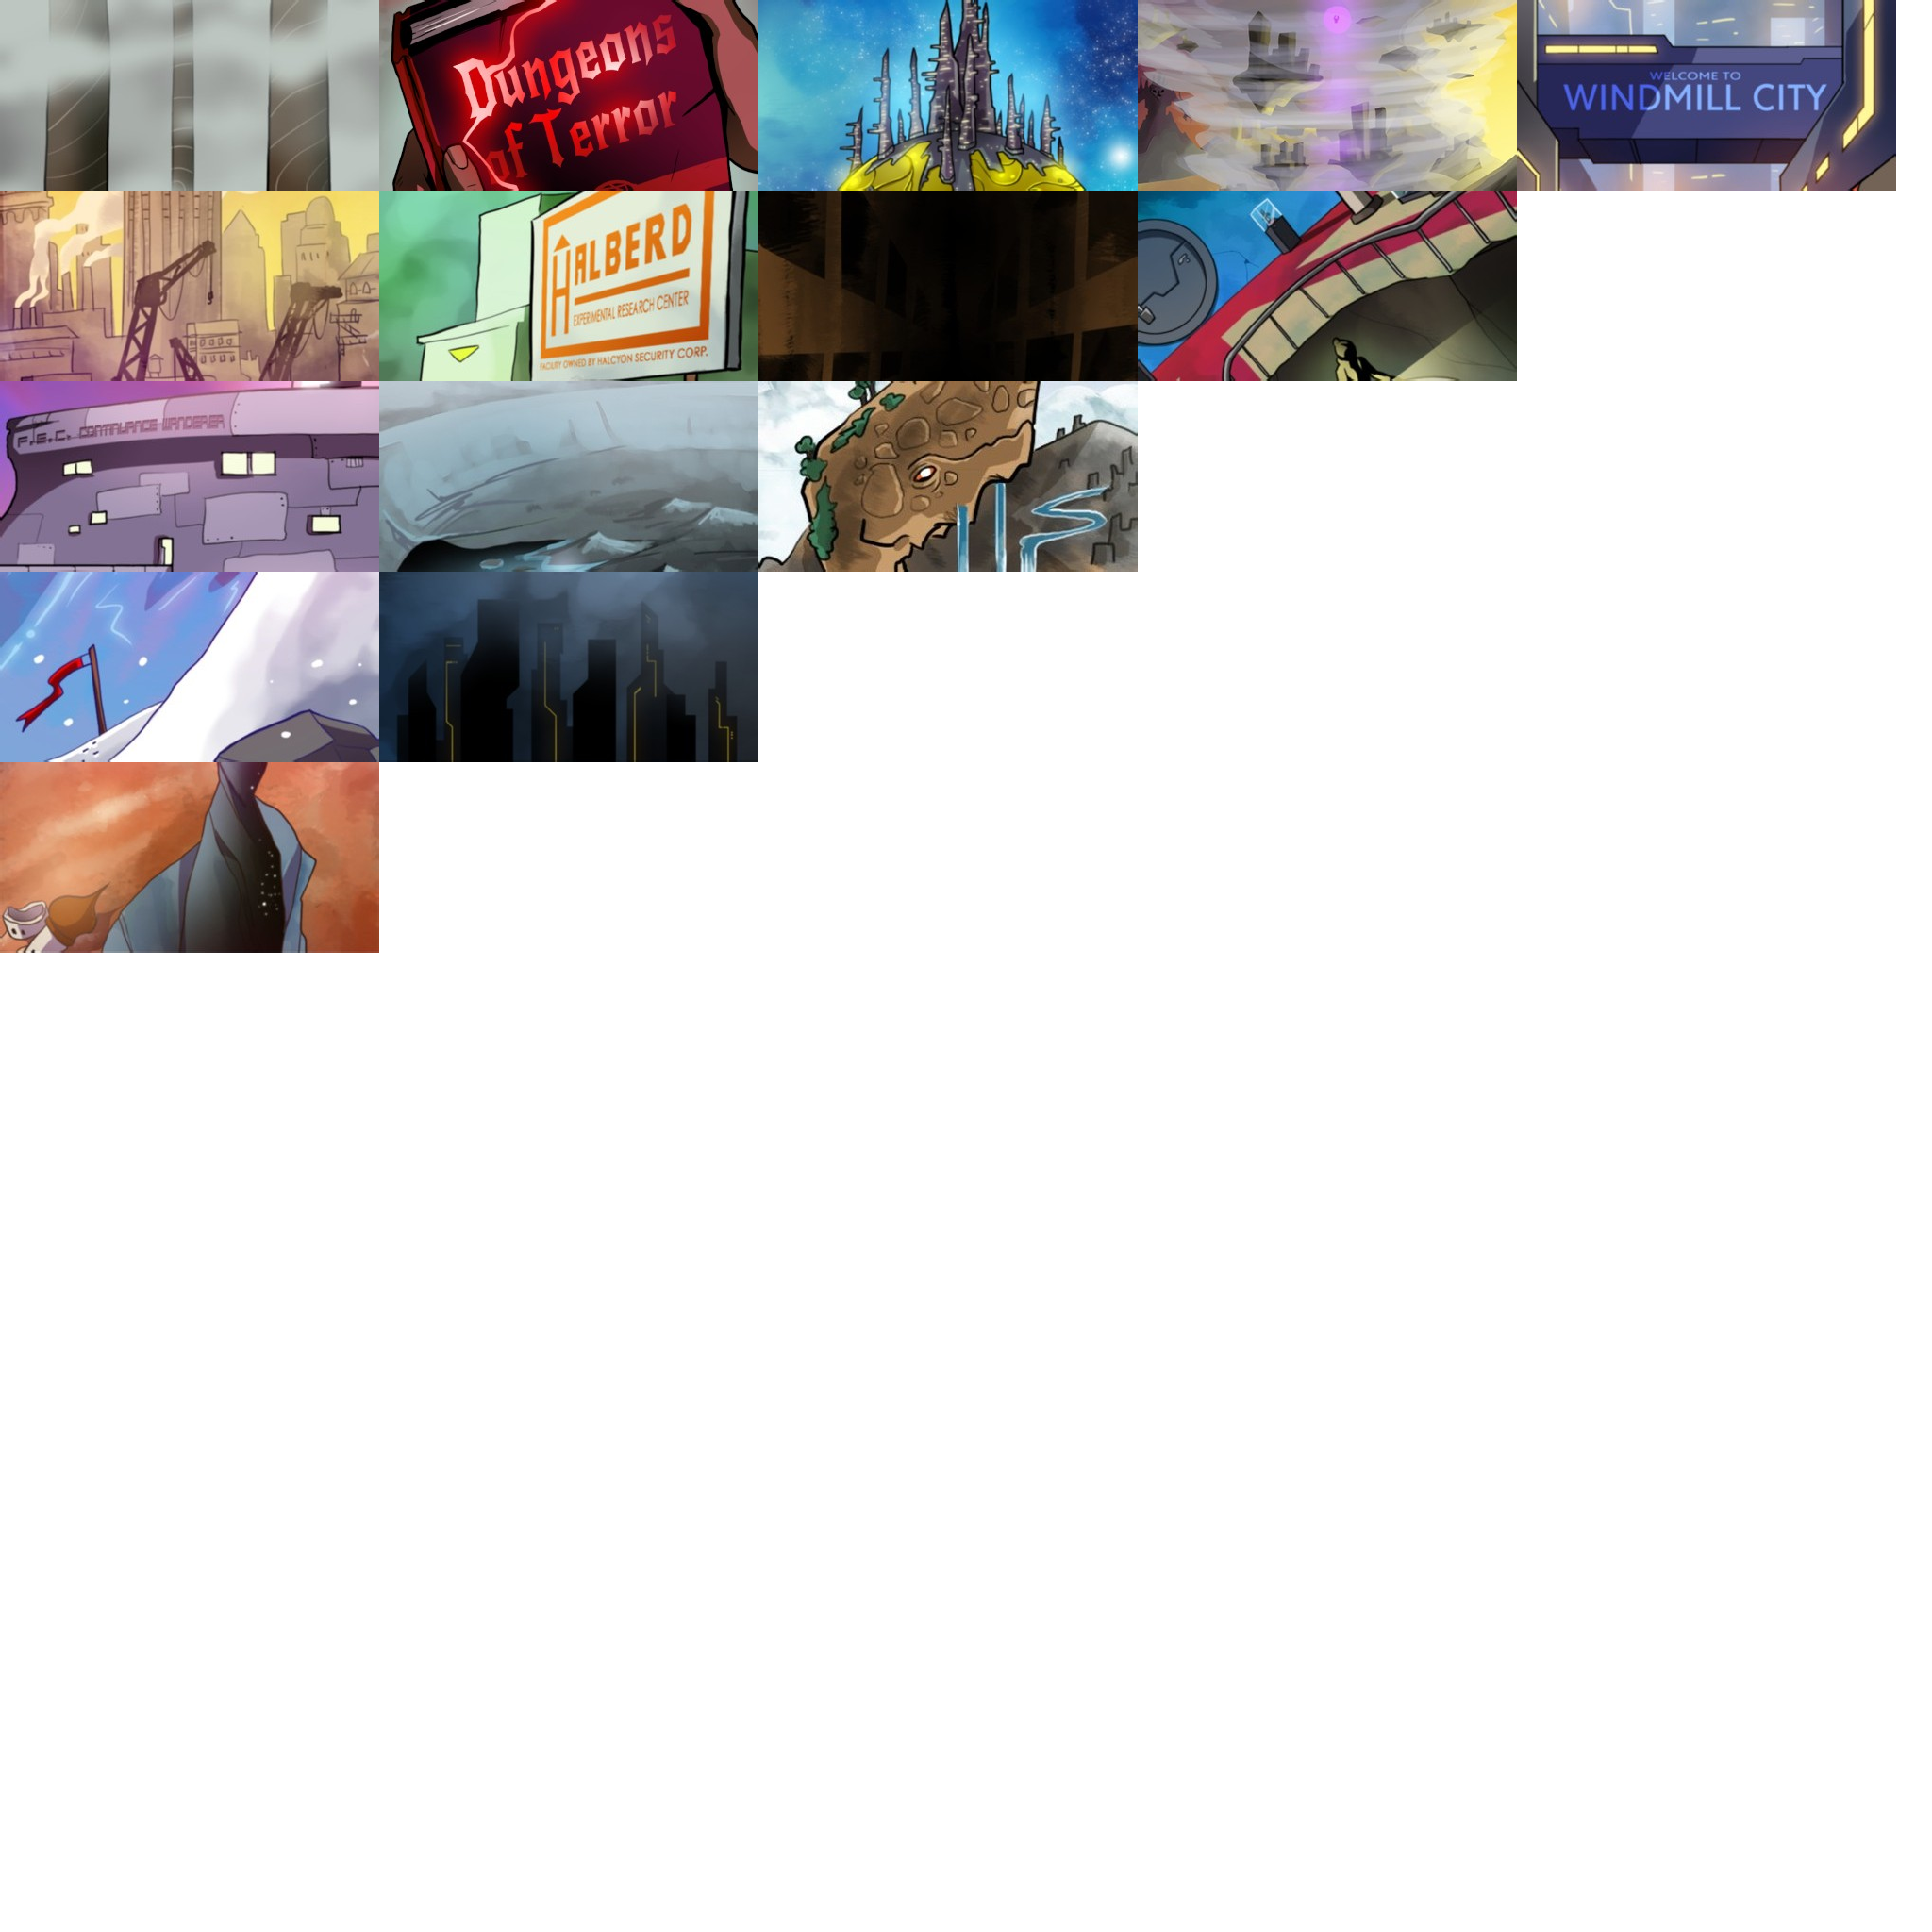 Dungeons
of Terror
WELCOME TO
WINDMILL CITY
HALBERD
EXPERIMENTAL RESEARCH CENTER
FACILITY OWNED BY HALCYON SECURITY CORP.
F.S.C. CONTINUANCE WANDERER